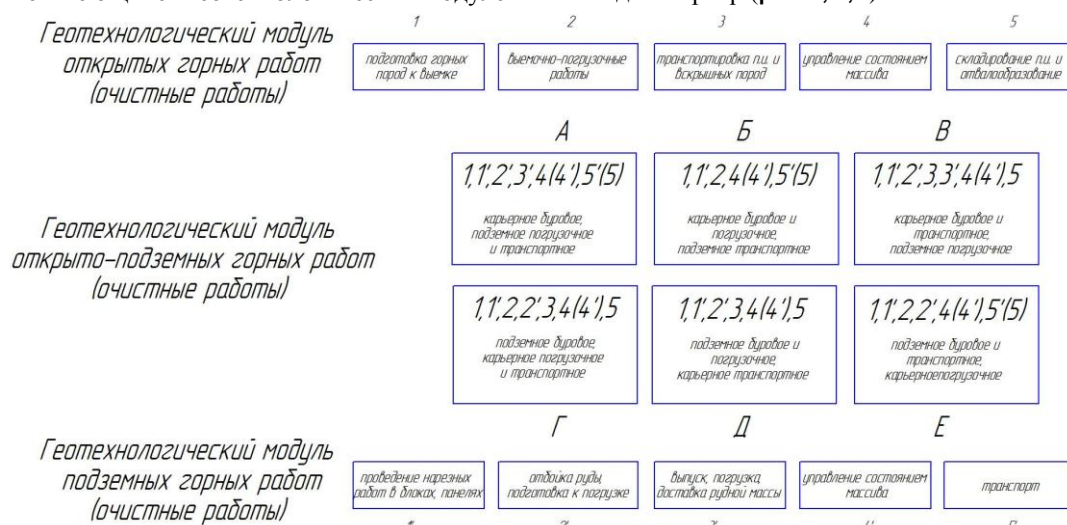 1 2 3 4 5
Геотехнологический модуль
открытых горных работ
(очистные работы)
подготовка горных
пород к выемке
выемочно-погрузочные
работы
транспортировка п.и. и
вскрышных пород
управление состоянием
массива
складирование п.и. и
отвалообразование
А Б В
Геотехнологический модуль
открыто-подземных горных работ
(очистные работы)
1,1',2',3',4(4'),5'(5)
карьерное буровое,
подземное погрузочное
и транспортное
1,1',2,4(4'),5'(5)
карьерное буровое и
погрузочное,
подземное транспортное
1,1',2',3,3',4(4'),5
карьерное буровое и
транспортное,
подземное погрузочное
1,1',2,2',3,4(4'),5
подземное буровое,
карьерное погрузочное
и транспортное
1,1',2',3,4(4'),5
подземное буровое и
погрузочное,
карьерное транспортное
1,1',2,2',4(4'),5'(5)
подземное буровое и
транспортное,
карьерноепогрузочное
Г Д Е
Геотехнологический модуль
подземных горных работ
(очистные работы)
проведение нарезных
работ в блоках, панелях
отбойка руды,
подготовка к погрузке
выпуск, погрузка,
доставка рудной массы
управление состоянием
массива
транспорт